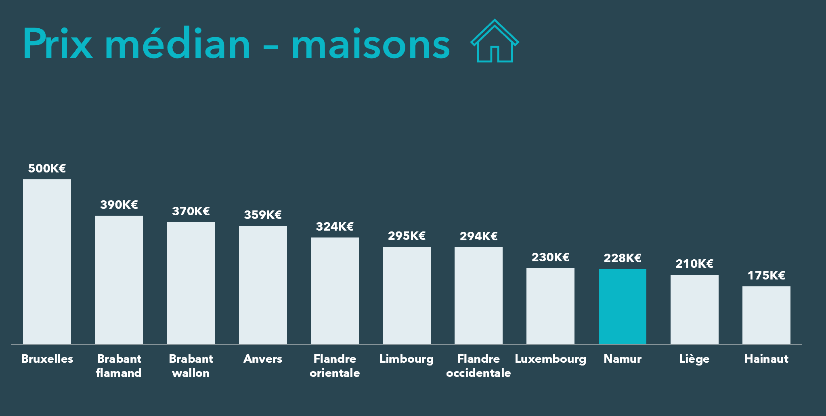 Prix médian – maisons
500K€
390K€
370K€
359K€
324K€
295K€
294K€
230K€
228K€
210K€
175K€
Bruxelles
Brabant
flamand
Brabant
wallon
Anvers
Flandre
orientale
Limbourg
Flandre
occidentale
Luxembourg
Namur
Liège
Hainaut